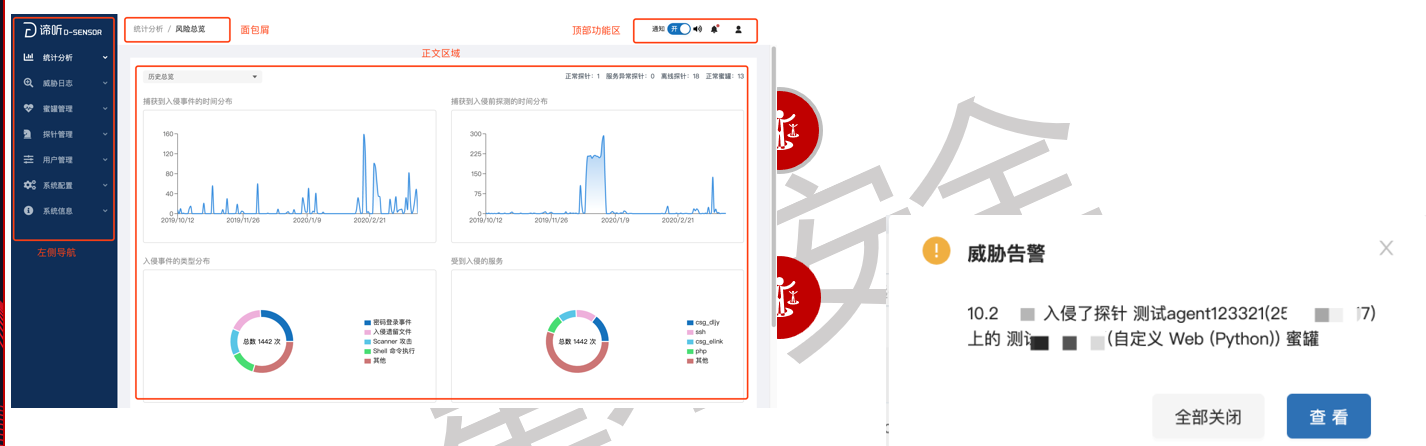 谛听D-SENSOR
统计分析
威胁日志
蜜罐管理
探针管理
用户管理
系统配置
系统信息
左侧导航
统计分析 / 风险总览
面包屑
顶部功能区
通知 开
正文区域
历史总览
正常探针: 1 服务异常探针: 0 离线探针: 18 正常蜜罐: 13
捕获到入侵事件的时间分布
160
120
80
40
0
2019/10/12 2019/11/26 2020/1/9 2020/2/21
捕获到入侵前探测的时间分布
300
225
150
75
0
2019/10/12 2019/11/26 2020/1/9 2020/2/21
入侵事件的类型分布
总数 1442 次
密码登录事件
入侵遗留文件
Scanner 攻击
Shell 命令执行
其他
受到入侵的服务
总数 1442 次
csg_dljy
ssh
csg_elink
php
其他
威胁告警
10.2 入侵了探针 测试agent123321(25 7)
上的 测 (自定义 Web (Python)) 蜜罐
全部关闭
查 看
安全